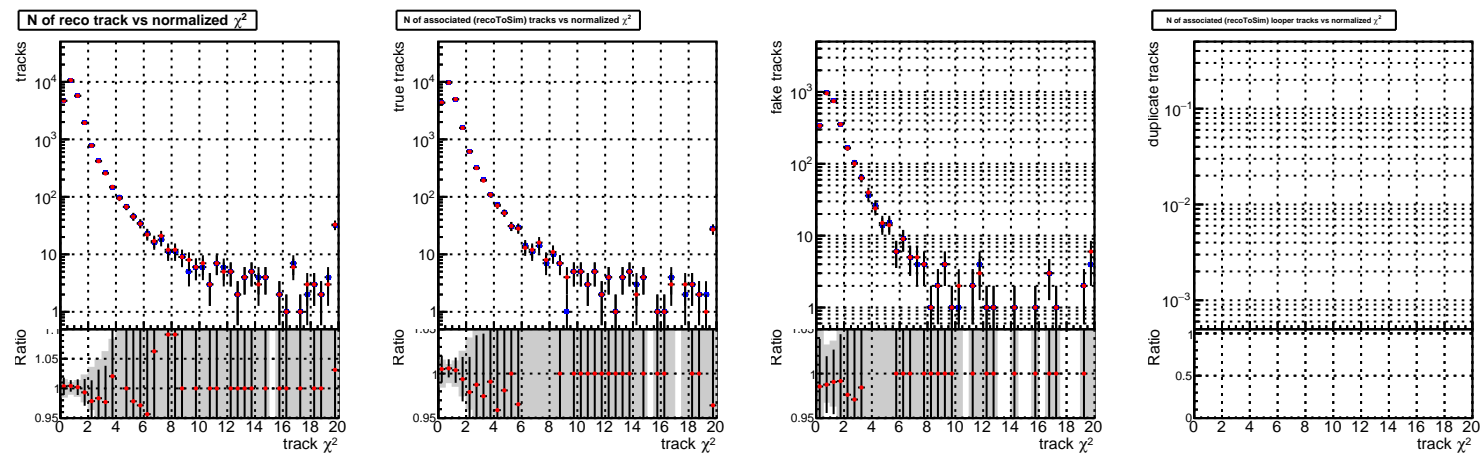 N of reco track vs normalized χ²
tracks
10⁴
10³
10²
10
1
Ratio
1.1
1.05
1
0.95
0 2 4 6 8 10 12 14 16 18 20
track χ²
N of associated (recoToSim) tracks vs normalized χ²
true tracks
10⁴
10³
10²
10
1
Ratio
1.05
1
0.95
0 2 4 6 8 10 12 14 16 18 20
track χ²
fake tracks
10³
10²
10
1
Ratio
1.05
1
0.95
0 2 4 6 8 10 12 14 16 18 20
track χ²
N of associated (recoToSim) looper tracks vs normalized χ²
duplicate tracks
10⁻¹
10⁻²
10⁻³
Ratio
1
0.5
0
0 2 4 6 8 10 12 14 16 18 20
track χ²